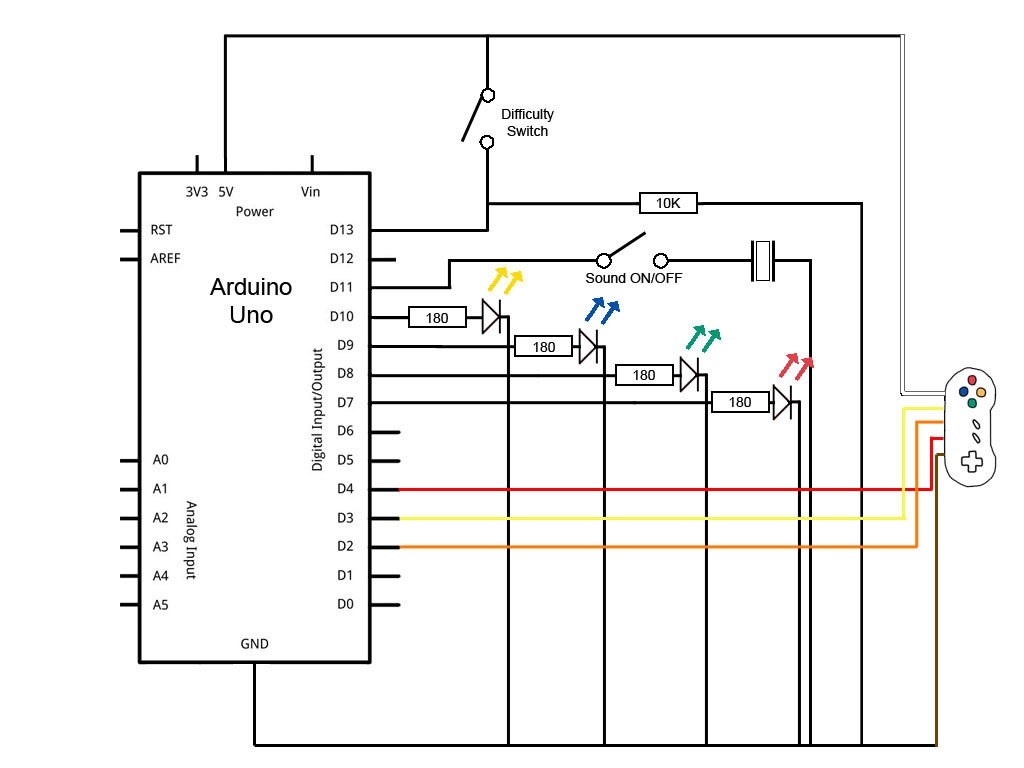 Difficulty
Switch
3V3 5V Vin
Power
10K
RST D13
AREF D12
Sound ON/OFF
Arduino
Uno
D11
D10 180
D9 180
D8 180
D7 180
Digital Input/Output
D6
A0 D5
A1 D4
A2 D3
A3 D2
A4 D1
A5 D0
Analog Input
GND